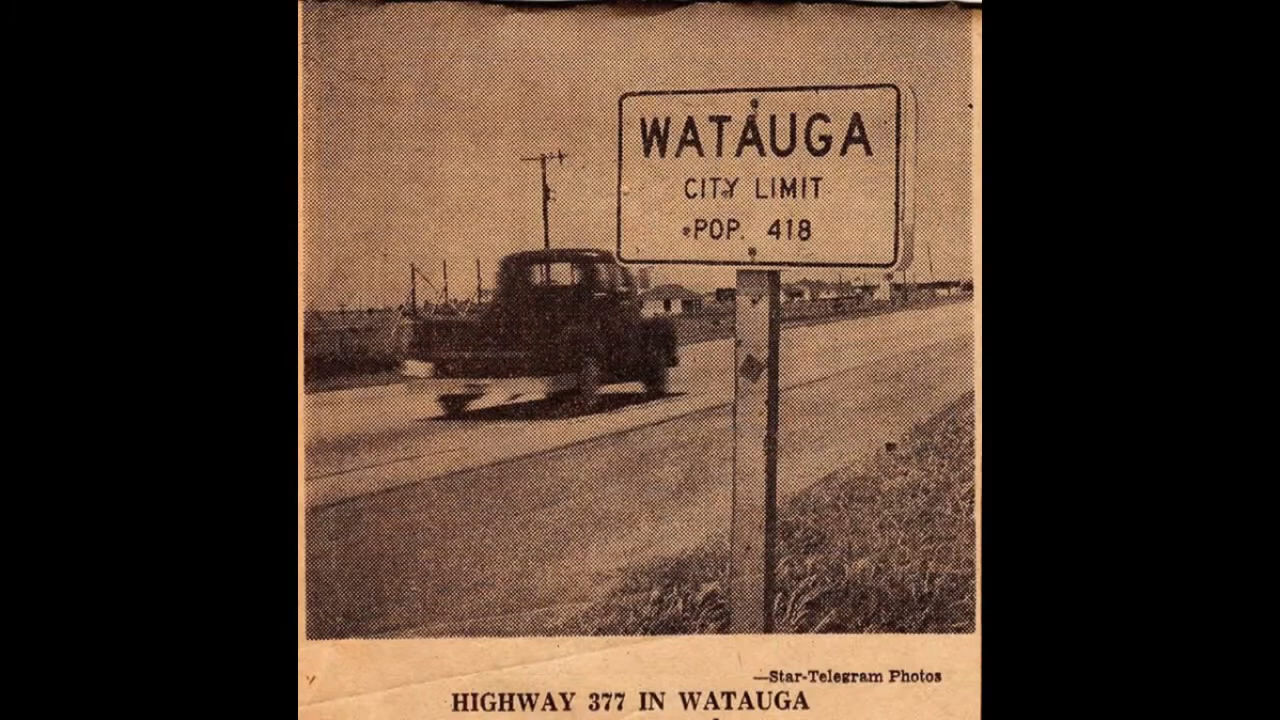 WATAUGA
CITY LIMIT
POP. 418
—Star-Telegram Photos
HIGHWAY 377 IN WATAUGA